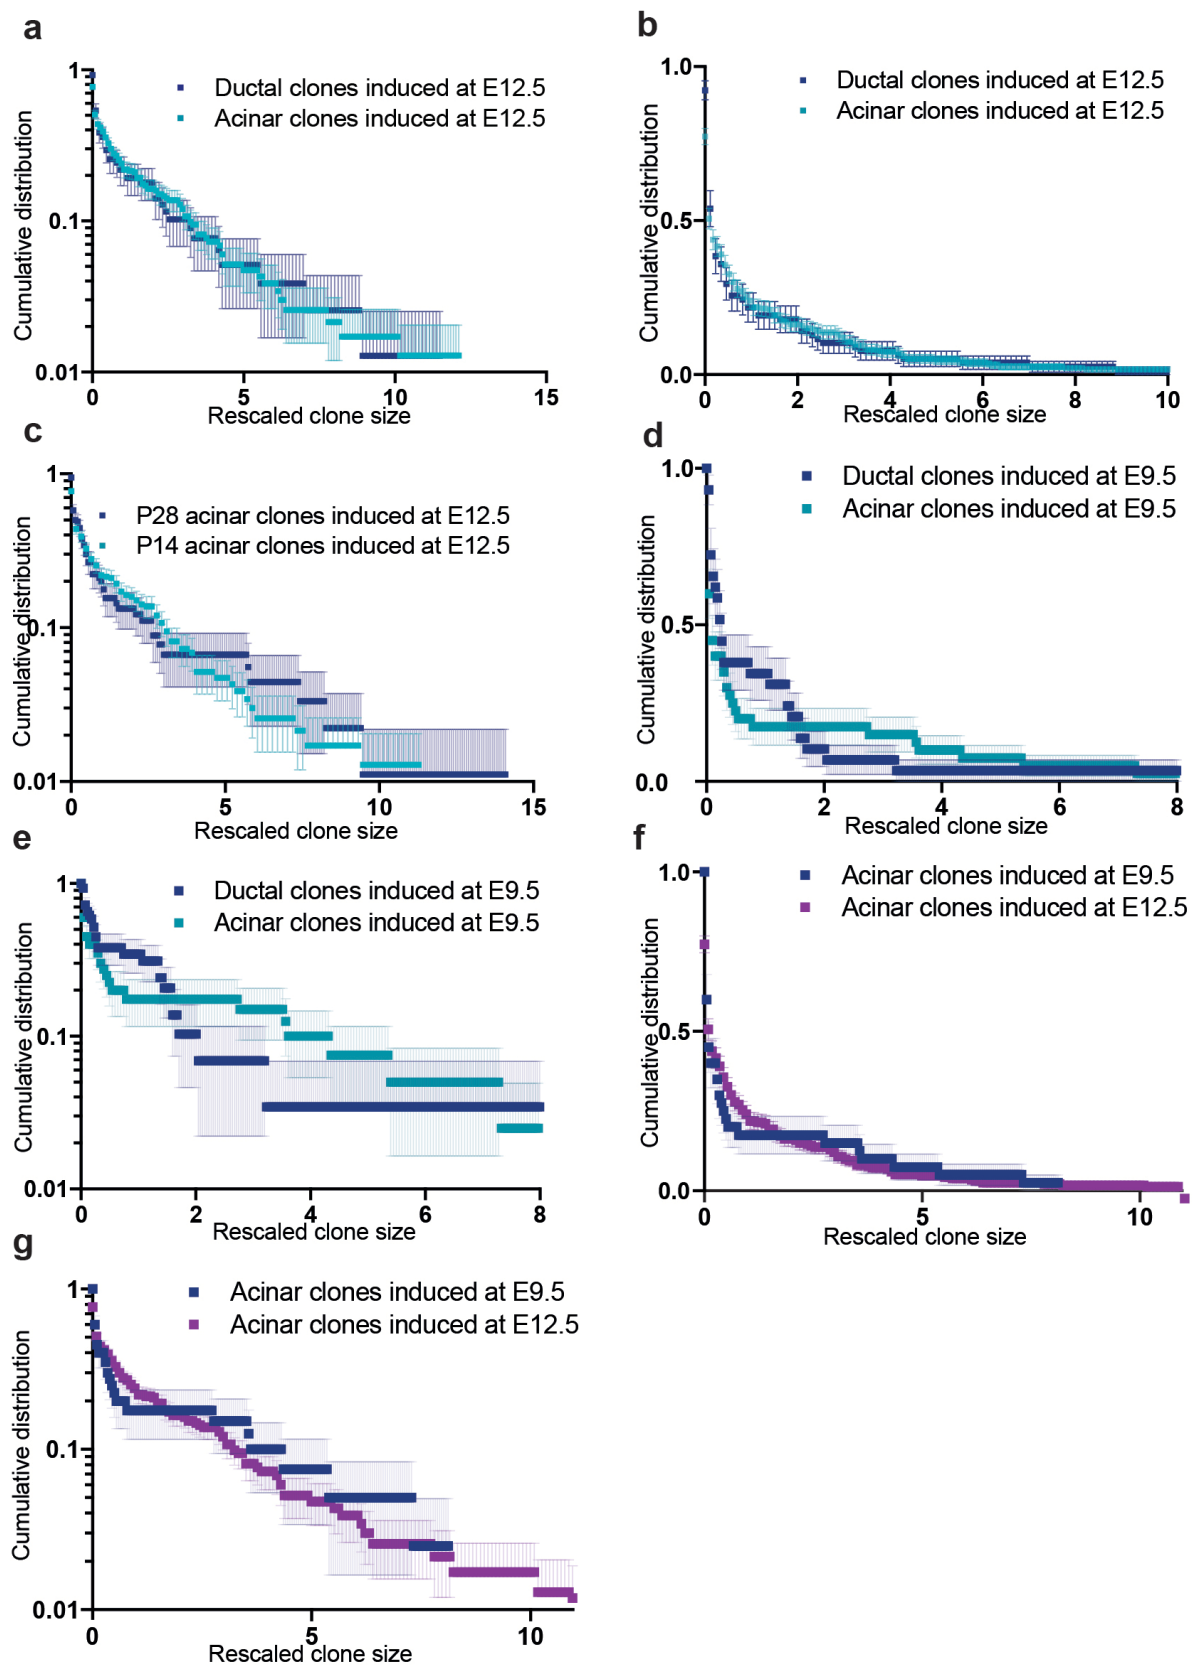 a
1
0.1
0.01
Cumulative distribution
Ductal clones induced at E12.5
Acinar clones induced at E12.5
0 5 10 15
Rescaled clone size
b
1.0
0.5
0.0
Cumulative distribution
Ductal clones induced at E12.5
Acinar clones induced at E12.5
0 2 4 6 8 10
Rescaled clone size
c
1
0.1
0.01
Cumulative distribution
P28 acinar clones induced at E12.5
P14 acinar clones induced at E12.5
0 5 10 15
Rescaled clone size
d
1.0
0.5
0.0
Cumulative distribution
Ductal clones induced at E9.5
Acinar clones induced at E9.5
0 2 4 6 8
Rescaled clone size
e
1
0.1
0.01
Cumulative distribution
Ductal clones induced at E9.5
Acinar clones induced at E9.5
0 2 4 6 8
Rescaled clone size
f
1.0
0.5
0.0
Cumulative distribution
Acinar clones induced at E9.5
Acinar clones induced at E12.5
0 5 10
Rescaled clone size
g
1
0.1
0.01
Cumulative distribution
Acinar clones induced at E9.5
Acinar clones induced at E12.5
0 5 10
Rescaled clone size